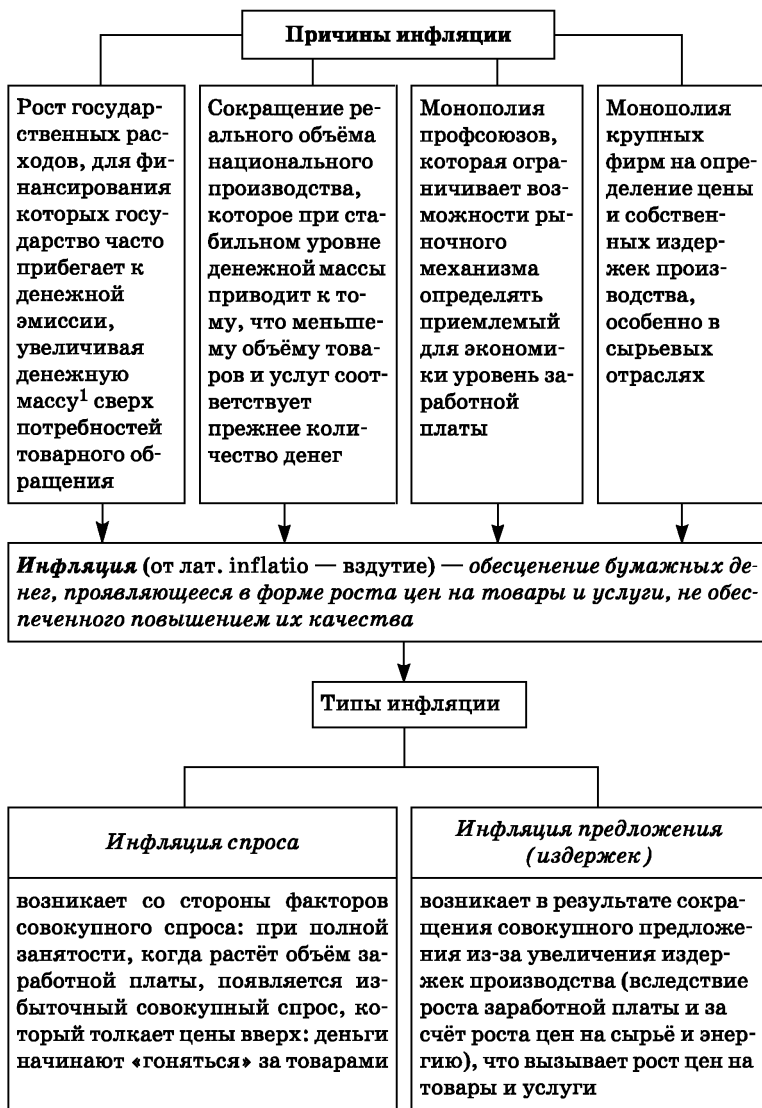 Причины инфляции
Рост государ-
ственных рас-
ходов, для фи-
нансирования
которых госу-
дарство часто
прибегает к
денежной
эмиссии,
увеличивая
денежную
массу¹ сверх
потребностей
товарного об-
ращения
Сокращение ре-
ального объёма
национального
производства,
которое при ста-
бильном уровне
денежной массы
приводит к то-
му, что меньше-
му объёму това-
ров и услуг соот-
ветствует
прежнее коли-
чество денег
Монополия
профсоюзов,
которая огра-
ничивает воз-
можности ры-
ночного
механизма
определять
приемлемый
для экономи-
ки уровень за-
работной
платы
Монополия
крупных
фирм на опре-
деление цены
и собствен-
ных издер-
жек произ-
водства,
особенно в
сырьевых
отраслях
Инфляция (от лат. inflatio — вздутие) — обесценение бумажных де-
нег, проявляющееся в форме роста цен на товары и услуги, не обес-
печенного повышением их качества
Типы инфляции
Инфляция спроса
возникает со стороны факторов
совокупного спроса: при полной
занятости, когда растёт объём за-
работной платы, появляется из-
быточный совокупный спрос, ко-
торый толкает цены вверх: деньги
начинают «гоняться» за товарами
Инфляция предложения
(издержек)
возникает в результате сокра-
щения совокупного предложе-
ния из-за увеличения издер-
жек производства (вследствие
роста заработной платы и за
счёт роста цен на сырьё и энер-
гию), что вызывает рост цен на
товары и услуги